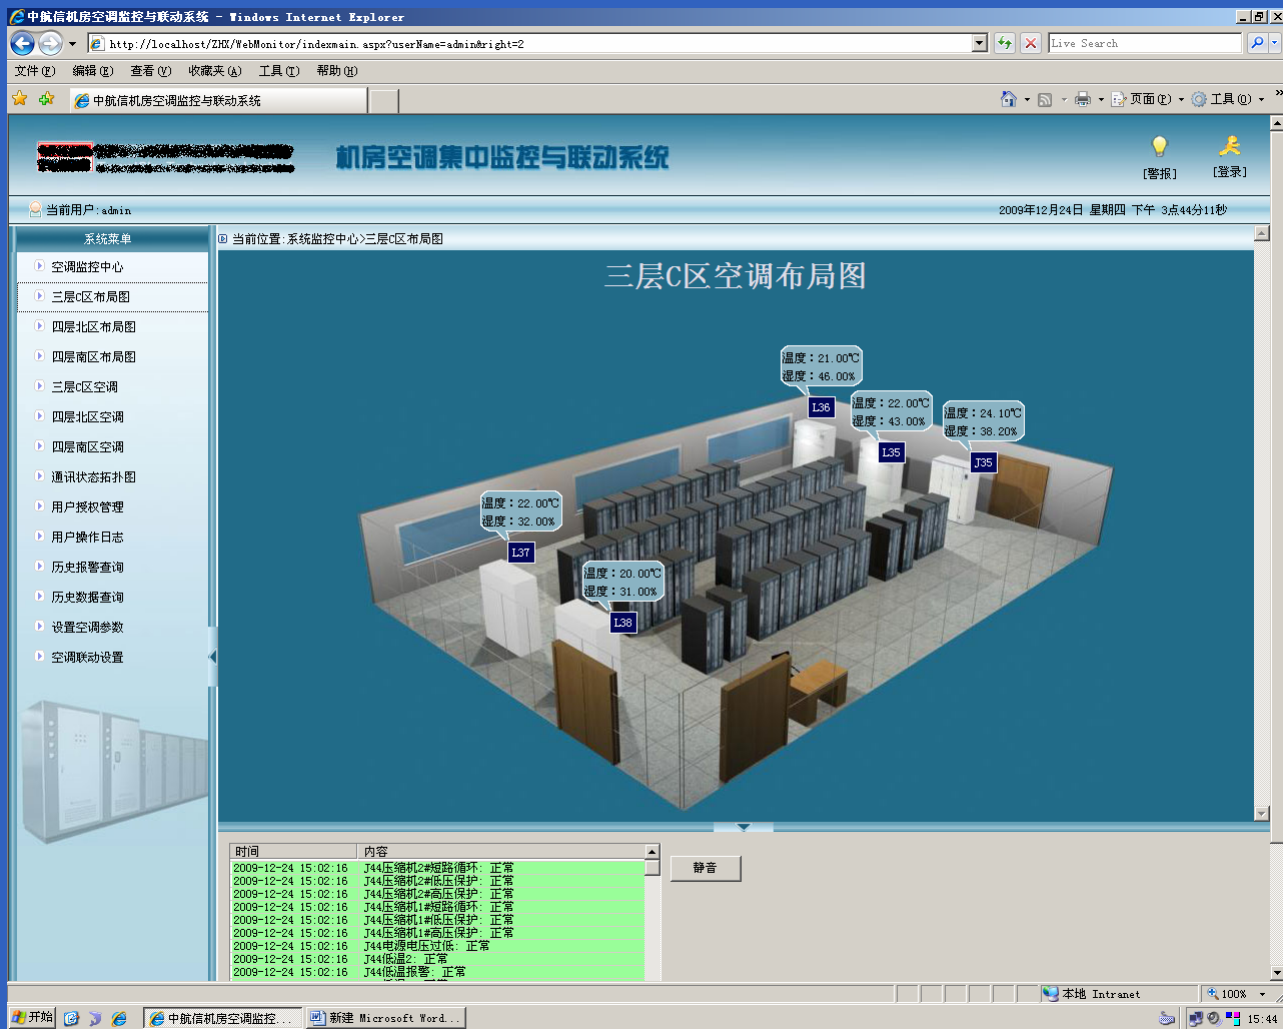 中航信机房空调监控与联动系统 - Windows Internet Explorer
http://localhost/ZHX/WebMonitor/indexmain.aspx?userName=admin&right=2
Live Search
文件(F) 编辑(E) 查看(V) 收藏夹(A) 工具(T) 帮助(H)
中航信机房空调监控与联动系统
页面(P) 工具(O)
机房空调集中监控与联动系统
[警报] [登录]
当前用户:admin
2009年12月24日 星期四 下午 3点44分11秒
系统菜单
空调监控中心
三层C区布局图
四层北区布局图
四层南区布局图
三层C区空调
四层北区空调
四层南区空调
通讯状态拓扑图
用户授权管理
用户操作日志
历史报警查询
历史数据查询
设置空调参数
空调联动设置
当前位置:系统监控中心>三层C区布局图
三层C区空调布局图
温度:21.00℃
湿度:46.00%
L36
温度:22.00℃
湿度:43.00%
L35
温度:24.10℃
湿度:38.20%
J35
温度:22.00℃
湿度:32.00%
L37
温度:20.00℃
湿度:31.00%
L38
时间 内容
2009-12-24 15:02:16 J44压缩机2#短路循环: 正常
2009-12-24 15:02:16 J44压缩机2#低压保护: 正常
2009-12-24 15:02:16 J44压缩机2#高压保护: 正常
2009-12-24 15:02:16 J44压缩机1#短路循环: 正常
2009-12-24 15:02:16 J44压缩机1#低压保护: 正常
2009-12-24 15:02:16 J44压缩机1#高压保护: 正常
2009-12-24 15:02:16 J44电源电压过低: 正常
2009-12-24 15:02:16 J44低温2: 正常
2009-12-24 15:02:16 J44低温报警: 正常
静音
本地 Intranet
100%
开始
中航信机房空调监控...
新建 Microsoft Word...
15:44